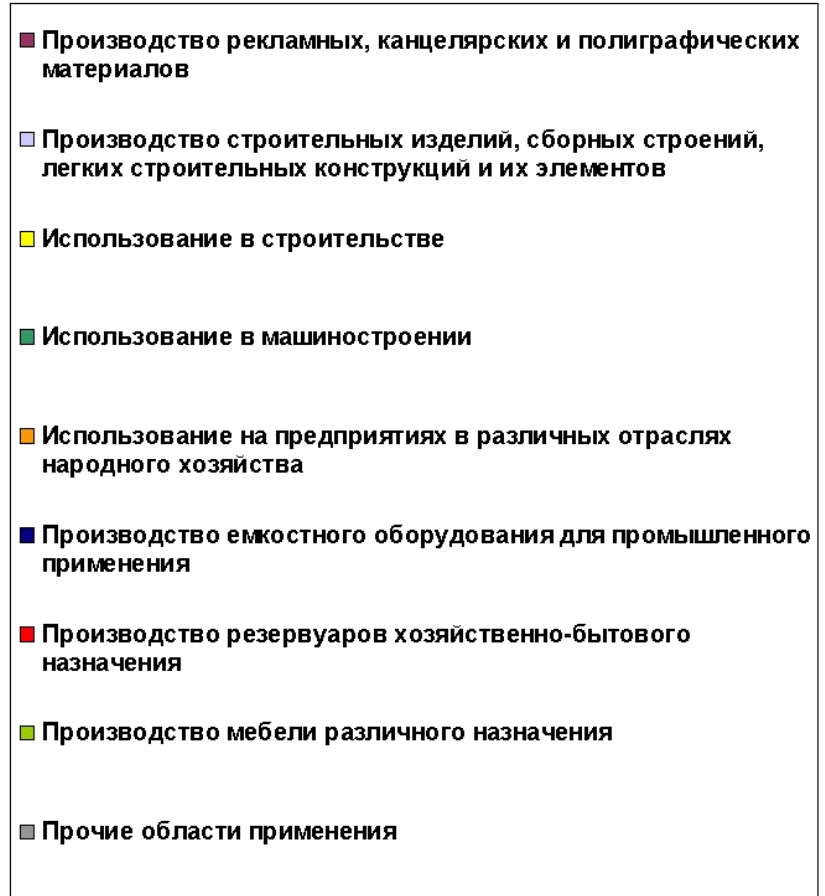 Производство рекламных, канцелярских и полиграфических
материалов
Производство строительных изделий, сборных строений,
легких строительных конструкций и их элементов
Использование в строительстве
Использование в машиностроении
Использование на предприятиях в различных отраслях
народного хозяйства
Производство емкостного оборудования для промышленного
применения
Производство резервуаров хозяйственно-бытового
назначения
Производство мебели различного назначения
Прочие области применения